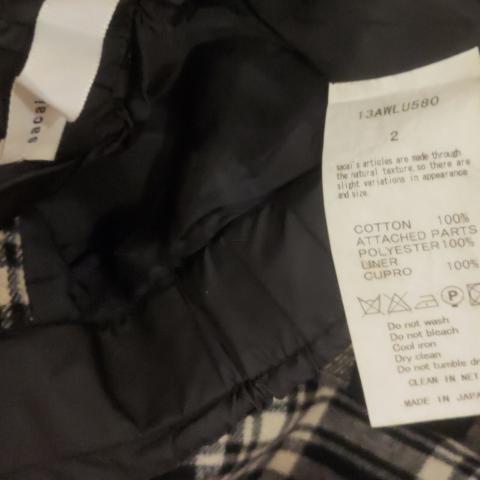 sacai
13AWLU580
2
sacai's articles are made through
the natural texture, so there are
slight variations in appearance
and size.
COTTON 100%
ATTACHED PARTS
POLYESTER 100%
LINER
CUPRO 100%
P
Do not wash
Do not bleach
Cool iron
Dry clean
Do not tumble dr
CLEAN IN NET
MADE IN JAPA